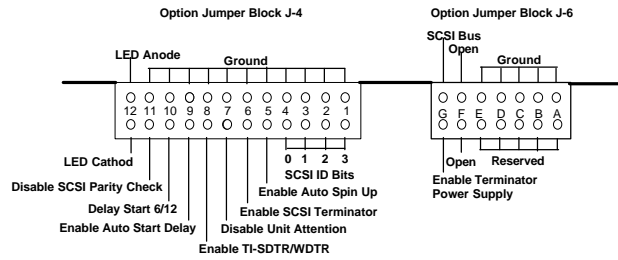 Option Jumper Block J-4
Option Jumper Block J-6
LED Anode
Ground
SCSI Bus
Open
Ground
12 11 10 9 8 7 6 5 4 3 2 1
G F E D C B A
LED Cathod
0 1 2 3
SCSI ID Bits
Open
Reserved
Disable SCSI Parity Check
Enable Auto Spin Up
Enable Terminator
Power Supply
Delay Start 6/12
Enable SCSI Terminator
Enable Auto Start Delay
Disable Unit Attention
Enable TI-SDTR/WDTR